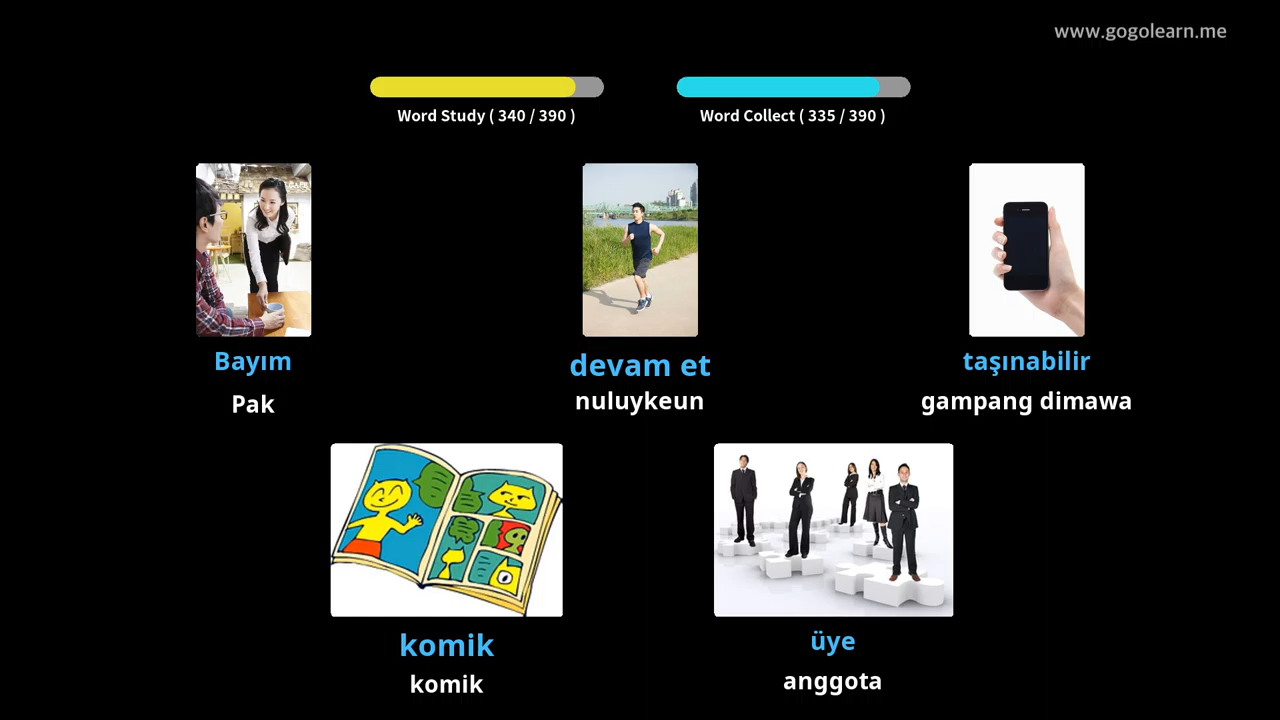 www.gogolearn.me
Word Study ( 340 / 390 )
Word Collect ( 335 / 390 )
Bayım
Pak
devam et
nuluykeun
taşınabilir
gampang dimawa
komik
komik
üye
anggota